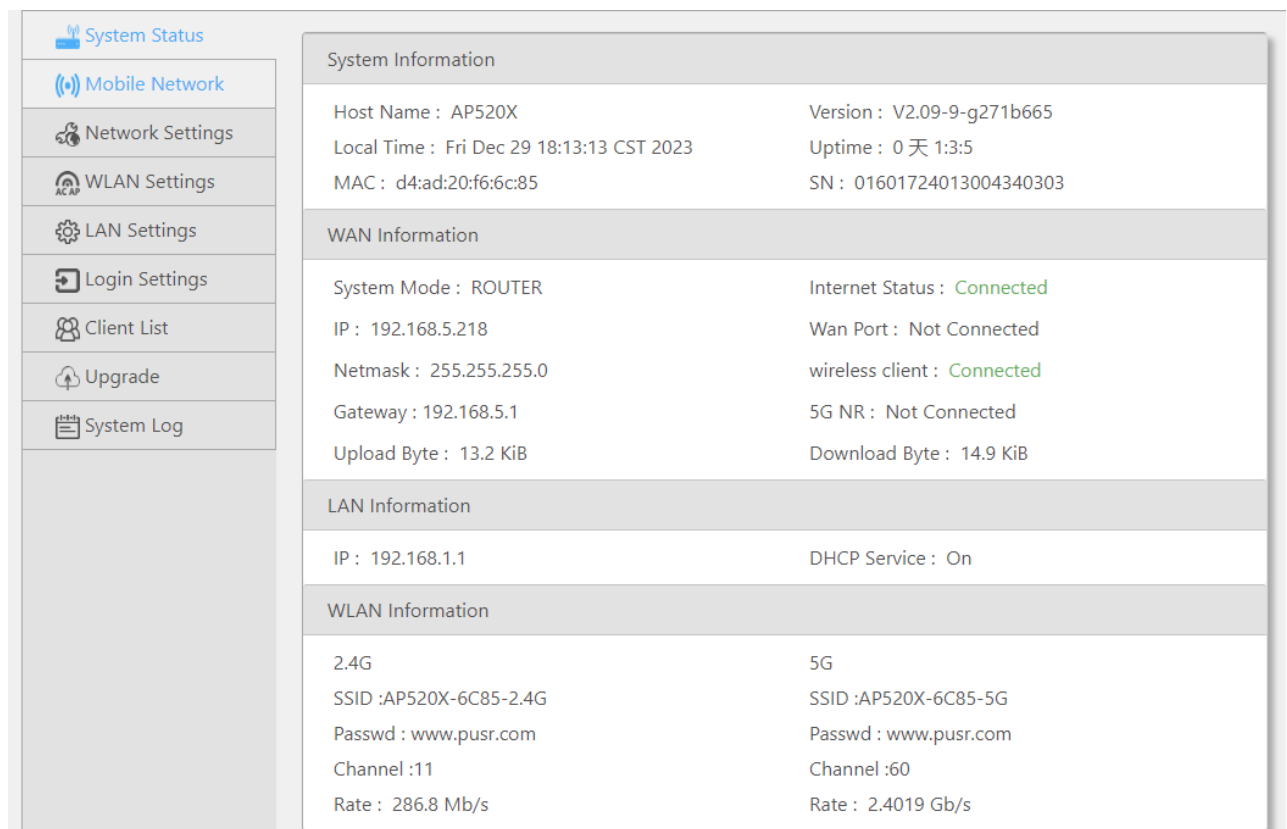 System Status
Mobile Network
Network Settings
WLAN Settings
LAN Settings
Login Settings
Client List
Upgrade
System Log
System Information
Host Name : AP520X
Version : V2.09-9-g271b665
Local Time : Fri Dec 29 18:13:13 CST 2023
Uptime : 0 天 1:3:5
MAC : d4:ad:20:f6:6c:85
SN : 01601724013004340303
WAN Information
System Mode : ROUTER
Internet Status : Connected
IP : 192.168.5.218
Wan Port : Not Connected
Netmask : 255.255.255.0
wireless client : Connected
Gateway : 192.168.5.1
5G NR : Not Connected
Upload Byte : 13.2 KiB
Download Byte : 14.9 KiB
LAN Information
IP : 192.168.1.1
DHCP Service : On
WLAN Information
2.4G
5G
SSID :AP520X-6C85-2.4G
SSID :AP520X-6C85-5G
Passwd : www.pusr.com
Passwd : www.pusr.com
Channel :11
Channel :60
Rate : 286.8 Mb/s
Rate : 2.4019 Gb/s
AC AP